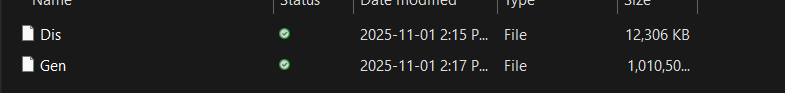 Name Status Date modified Type Size
Dis 2025-11-01 2:15 P... File 12,306 KB
Gen 2025-11-01 2:17 P... File 1,010,50...